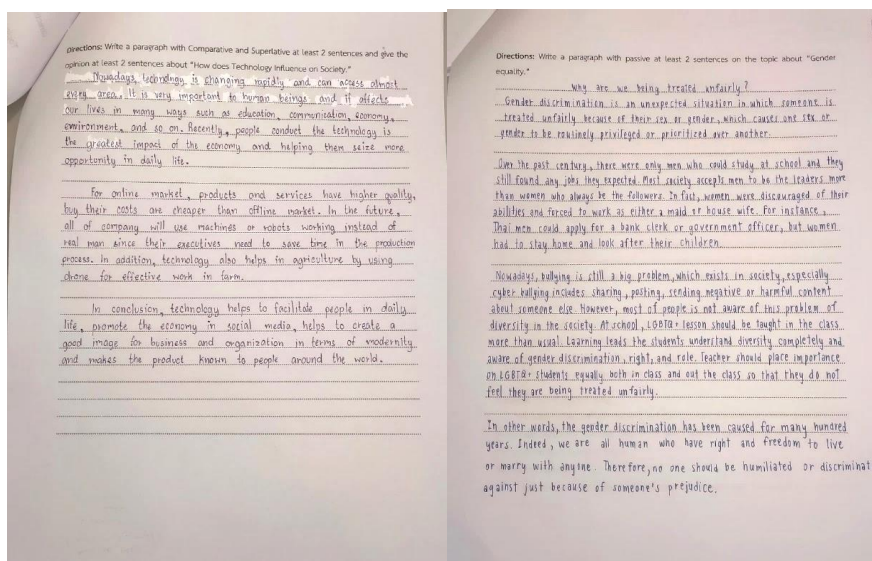 Directions: Write a paragraph with Comparative and Superlative at least 2 sentences and give the
opinion at least 2 sentences about "How does Technology Influence on Society."
Nowadays, technology is changing rapidly and can access almost
every area. It is very important to human beings and it affects
our lives in many ways such as education, communication, economy,
environment, and so on. Recently, people conduct the technology is
the greatest impact of the economy and helping them seize more
opportunity in daily life.
For online market, products and services have higher quality,
buy their costs are cheaper than offline market. In the future,
all of company will use machines or robots working instead of
real man since their executives need to save time in the production
process. In addition, technology also helps in agriculture by using
drone for effective work in farm.
In conclusion, technology helps to facilitate people in daily
life, promote the economy in social media, helps to create a
good image for business and organization in terms of modernity
and makes the product known to people around the world.
Directions: Write a paragraph with passive at least 2 sentences on the topic about "Gender
equality."
Why are we being treated unfairly?
Gender discrimination is an unexpected situation in which someone is
treated unfairly because of their sex or gender, which causes one sex or
gender to be routinely privileged or prioritized over another.
Over the past century, there were only men who could study at school and they
still found any jobs they expected. Most society accepts men to be the leaders more
than women who always be the followers. In fast, women were discouraged of their
abilities and forced to work as either a maid or house wife. For instance,
Thai men could apply for a bank clerk or government officer, but women
had to stay home and look after their children.
Nowadays, bullying is still a big problem, which exists in society, especially
cyber bullying includes sharing, posting, sending negative or harmful content
about someone else. However, most of people is not aware of this problem of
diversity in the society. At school, LGBTQ+ lesson should be taught in the class
more than usual. Learning leads the students understand diversity completely and
aware of gender discrimination, right, and role. Teacher should place importance
on LGBTQ+ students equally both in class and out the class so that they do not
feel they are being treated unfairly.
In other words, the gender discrimination has been caused for many hundred
years. Indeed, we are all human who have right and freedom to live
or marry with anyone. Therefore, no one should be humiliated or discriminat
against just because of someone's prejudice.